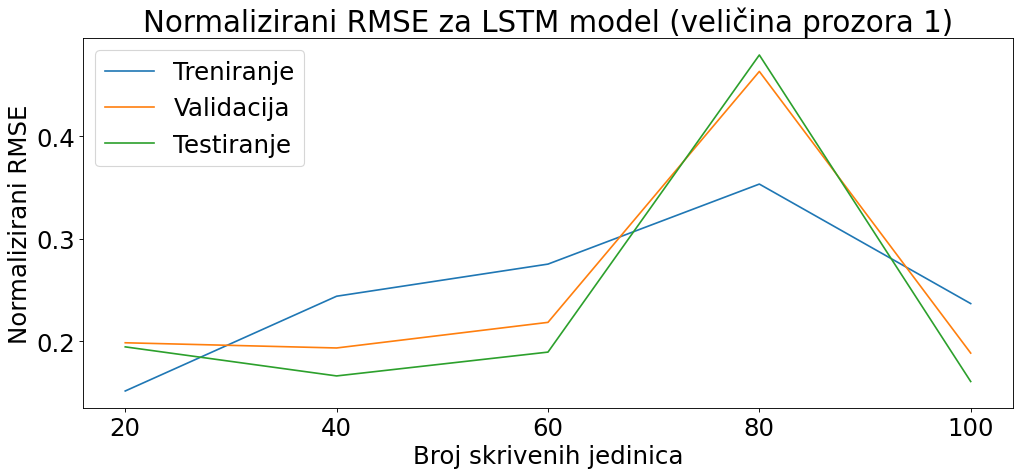 Normalizirani RMSE za LSTM model (veličina prozora 1)
Treniranje
Validacija
Testiranje
Normalizirani RMSE
0.4
0.3
0.2
20 40 60 80 100
Broj skrivenih jedinica